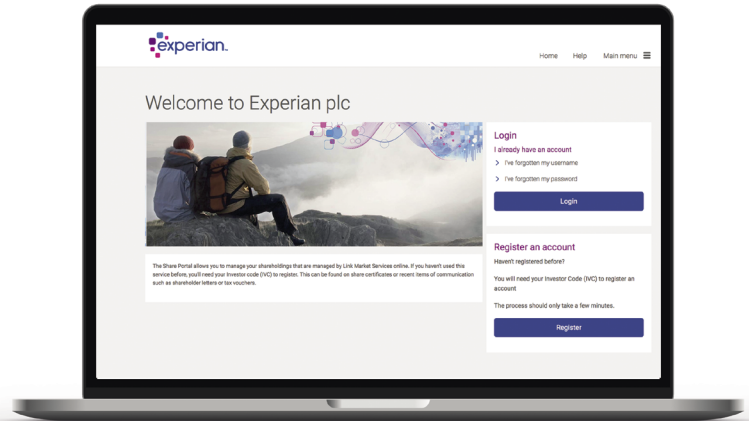 experian™
Home Help Main menu
Welcome to Experian plc
The Share Portal allows you to manage your shareholdings that are managed by Link Market Services online. If you haven't used this
service before, you'll need your Investor code (IVC) to register. This can be found on share certificates or recent items of communication
such as shareholder letters or tax vouchers.
Login
I already have an account
I've forgotten my username
I've forgotten my password
Login
Register an account
Haven't registered before?
You will need your Investor Code (IVC) to register an
account
The process should only take a few minutes.
Register